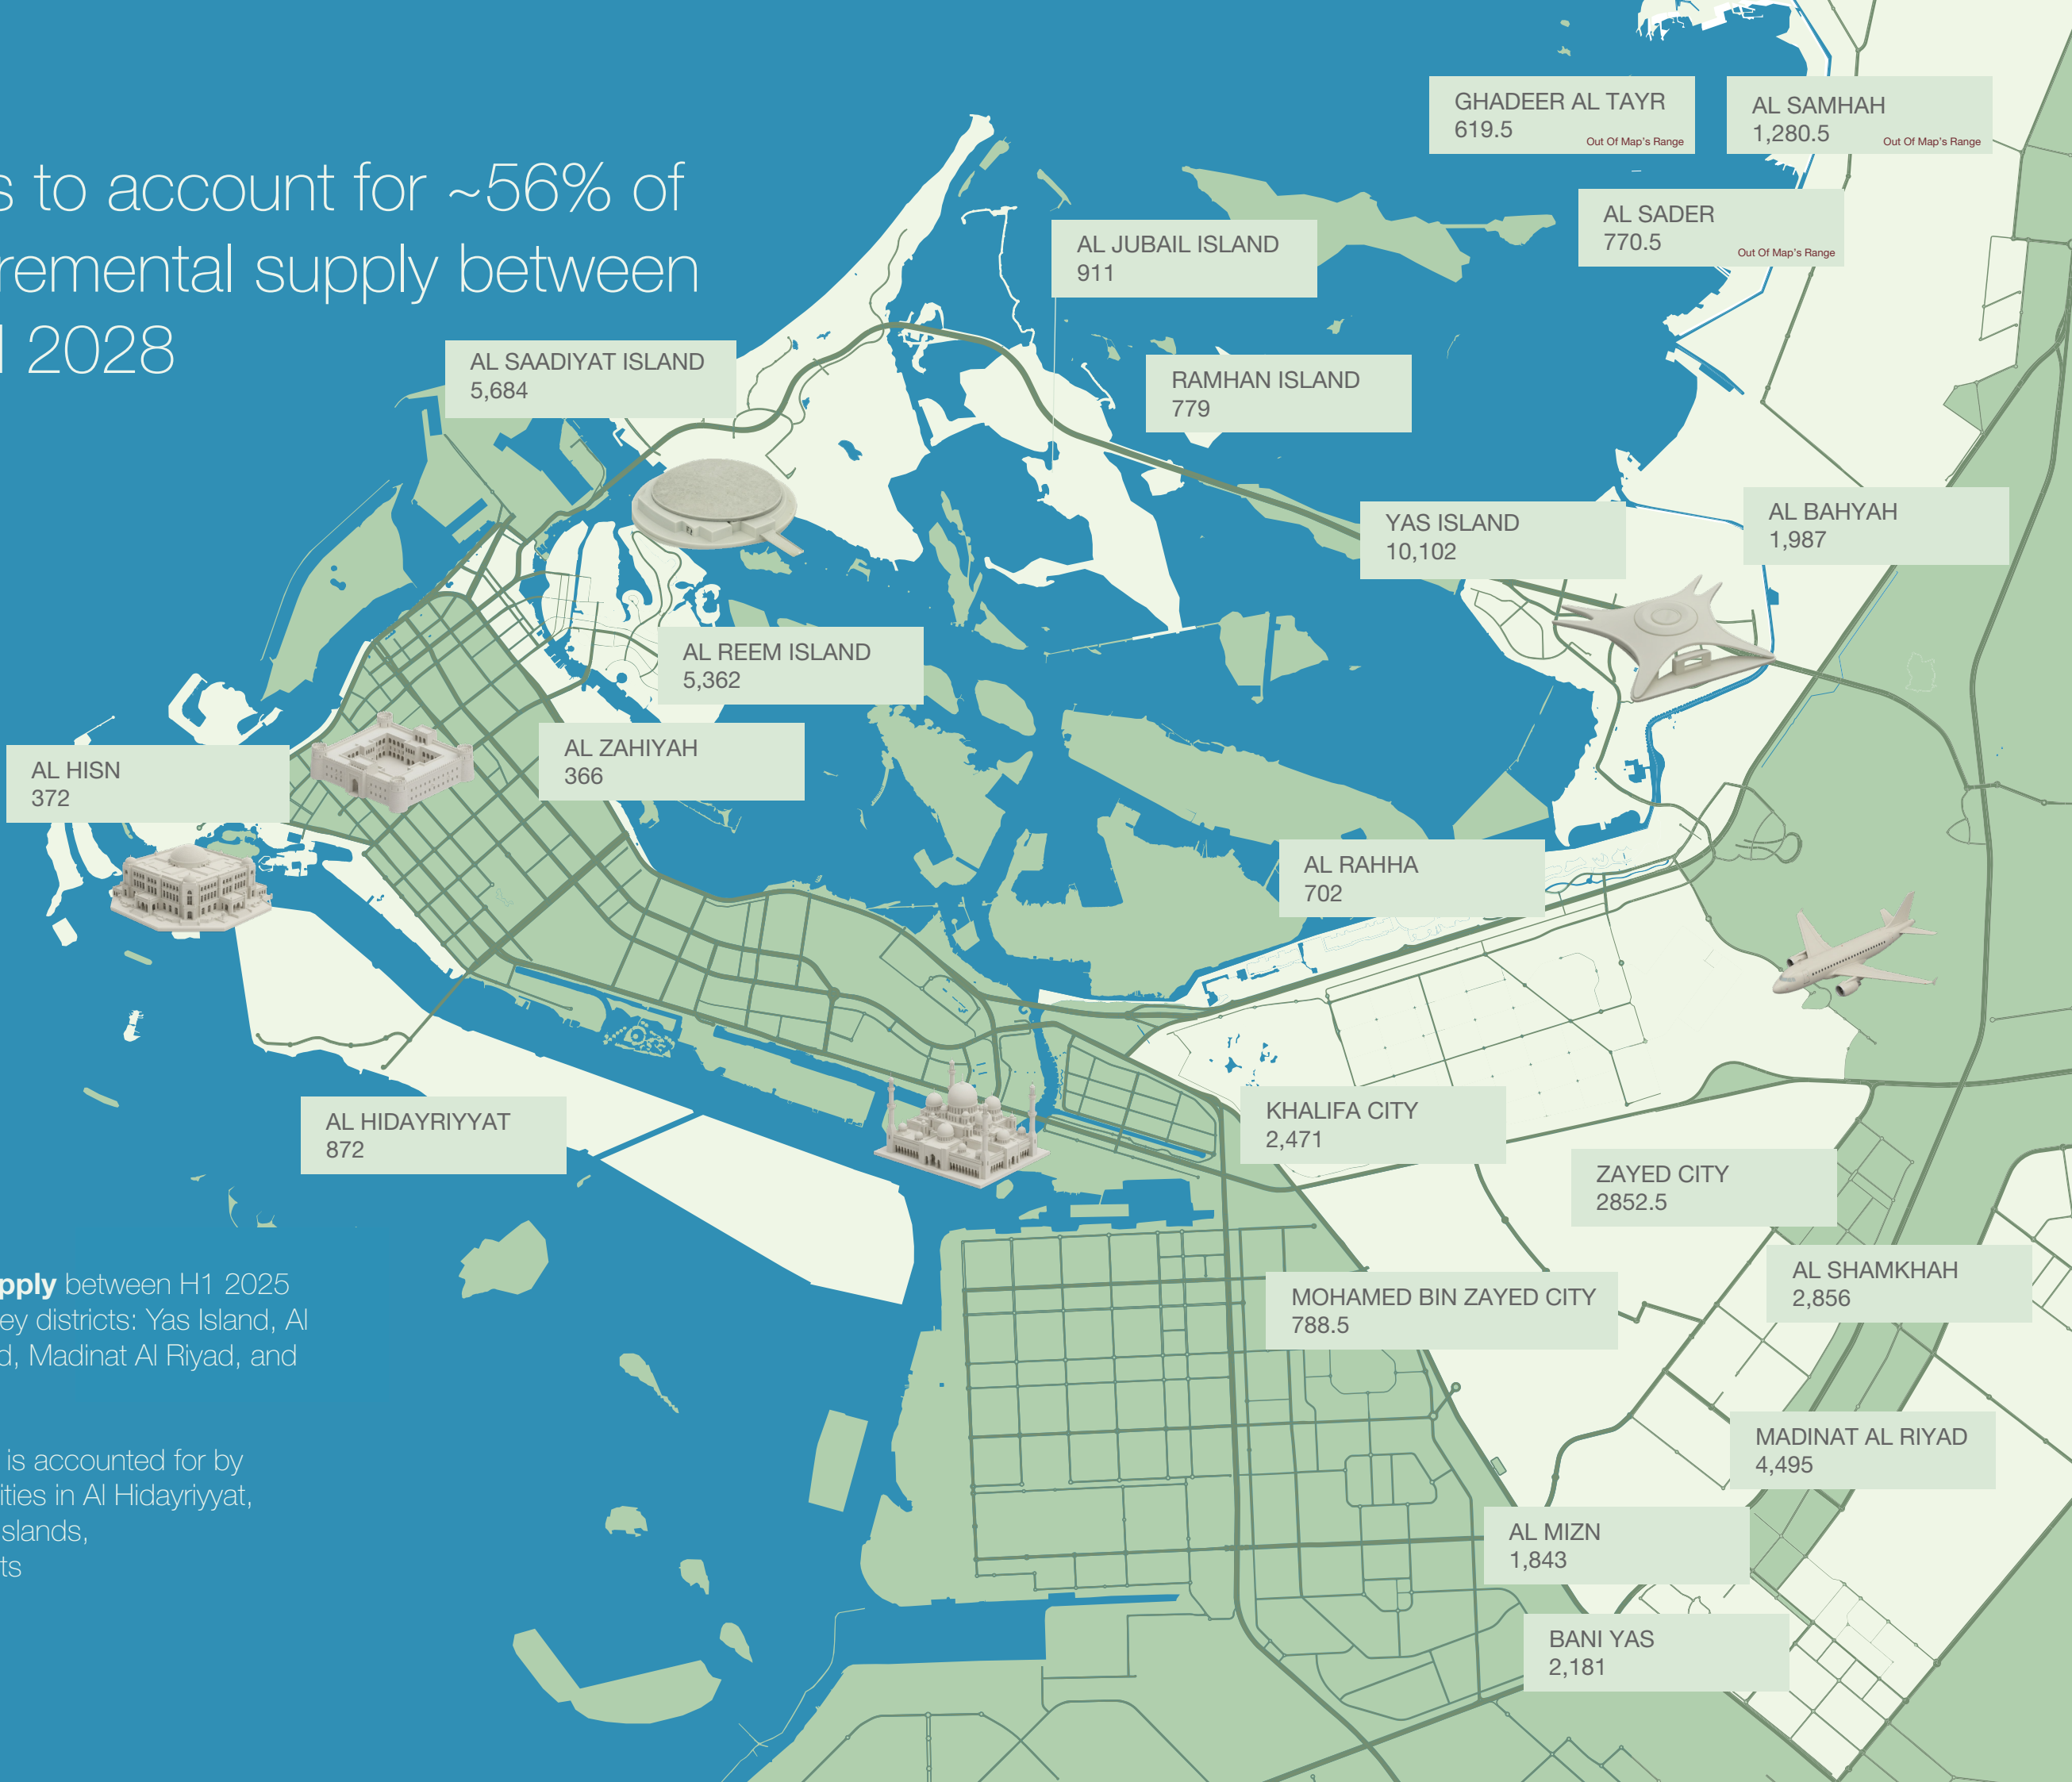 s to account for ~56% of
remental supply between
2028
GHADEER AL TAYR
619.5
Out Of Map's Range
AL SAMHAH
1,280.5
Out Of Map's Range
AL SADER
770.5
Out Of Map's Range
AL JUBAIL ISLAND
911
AL SAADIYAT ISLAND
5,684
RAMHAN ISLAND
779
YAS ISLAND
10,102
AL BAHYAH
1,987
AL REEM ISLAND
5,362
AL ZAHIYAH
366
AL HISN
372
AL RAHHA
702
AL HIDAYRIYYAT
872
KHALIFA CITY
2,471
ZAYED CITY
2852.5
AL SHAMKHAH
2,856
MOHAMED BIN ZAYED CITY
788.5
MADINAT AL RIYAD
4,495
AL MIZN
1,843
BANI YAS
2,181
pply between H1 2025
ey districts: Yas Island, Al
d, Madinat Al Riyad, and
is accounted for by
ities in Al Hidayriyyat,
slands,
ts